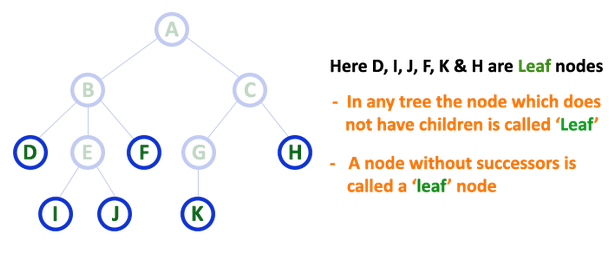 A
B
C
D
E
F
G
H
I
J
K
Here D, I, J, F, K & H are Leaf nodes
- In any tree the node which does
not have children is called ‘Leaf’
- A node without successors is
called a ‘leaf’ node